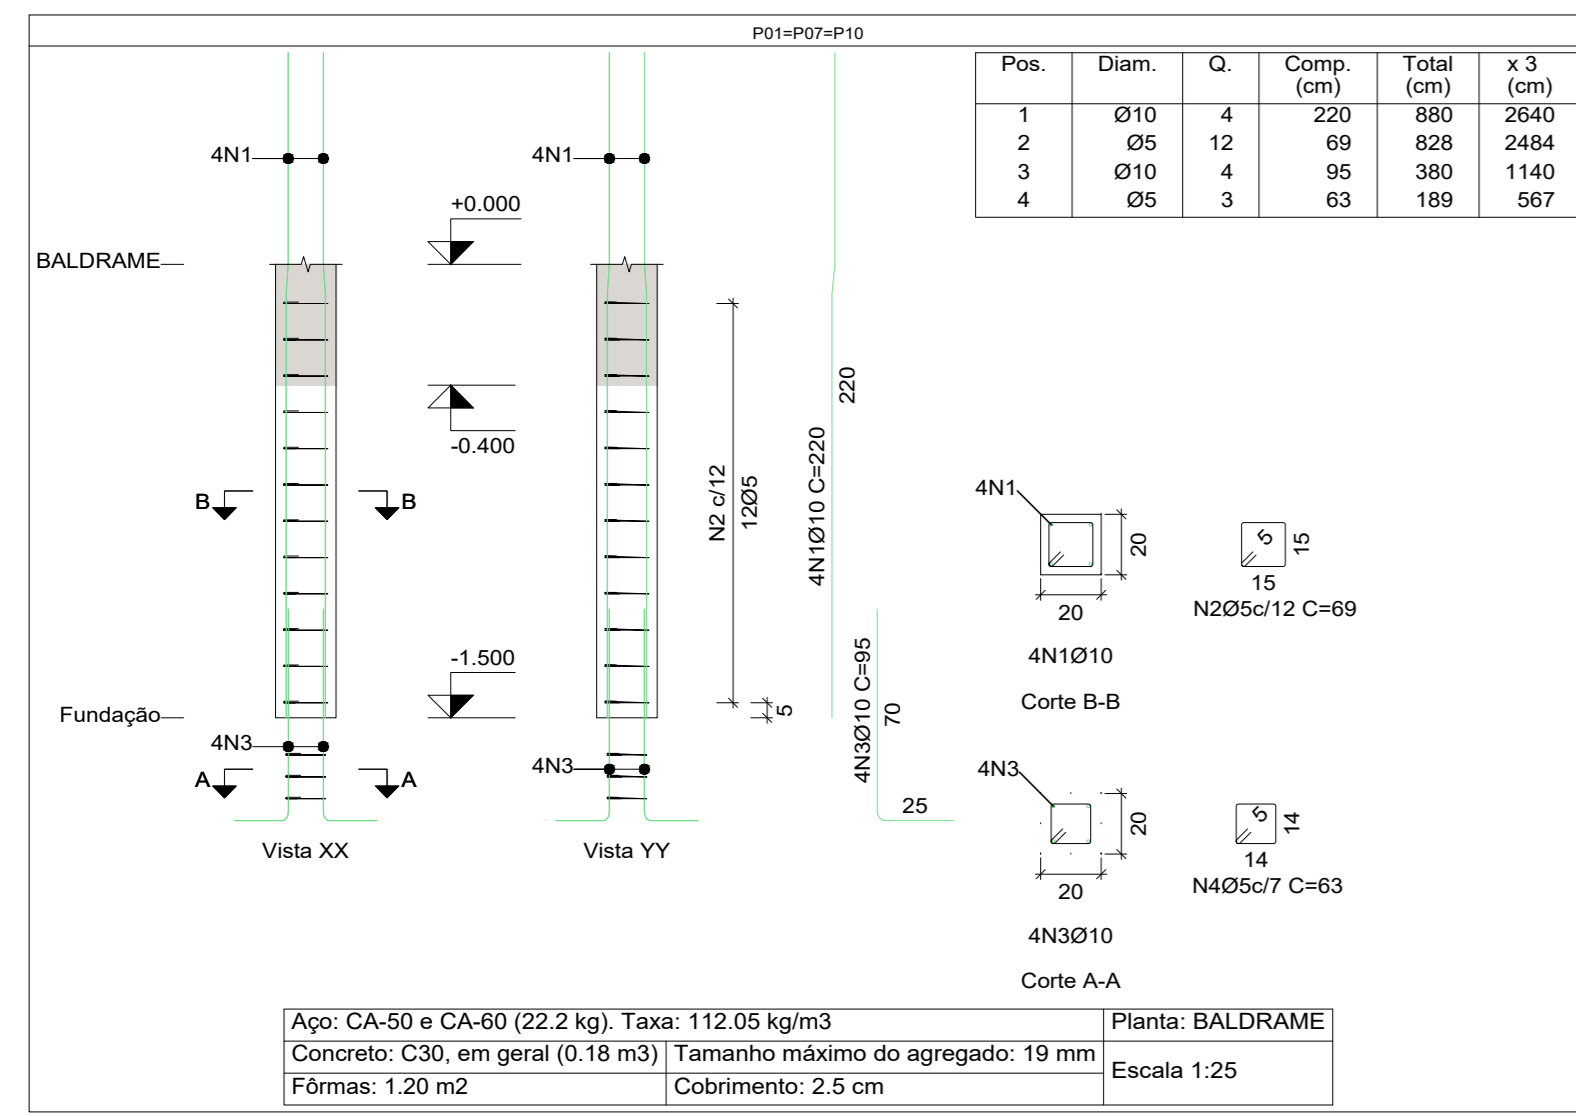 P01=P07=P10
Pos. Diam. Q. Comp. (cm) Total (cm) x 3 (cm)
1 Ø10 4 220 880 2640
2 Ø5 12 69 828 2484
3 Ø10 4 95 380 1140
4 Ø5 3 63 189 567
4N1
4N1
+0.000
BALDRAME
-0.400
B
B
-1.500
Fundação
4N3
4N3
A
A
Vista XX
Vista YY
N2 c/12
12Ø5
5
4N1Ø10 C=220
220
4N3Ø10 C=95
70
25
4N1
20
20
4N1Ø10
Corte B-B
5
15
15
N2Ø5c/12 C=69
4N3
20
20
4N3Ø10
Corte A-A
5
14
14
N4Ø5c/7 C=63
Aço: CA-50 e CA-60 (22.2 kg). Taxa: 112.05 kg/m3
Planta: BALDRAME
Concreto: C30, em geral (0.18 m3)
Tamanho máximo do agregado: 19 mm
Escala 1:25
Fôrmas: 1.20 m2
Cobrimento: 2.5 cm